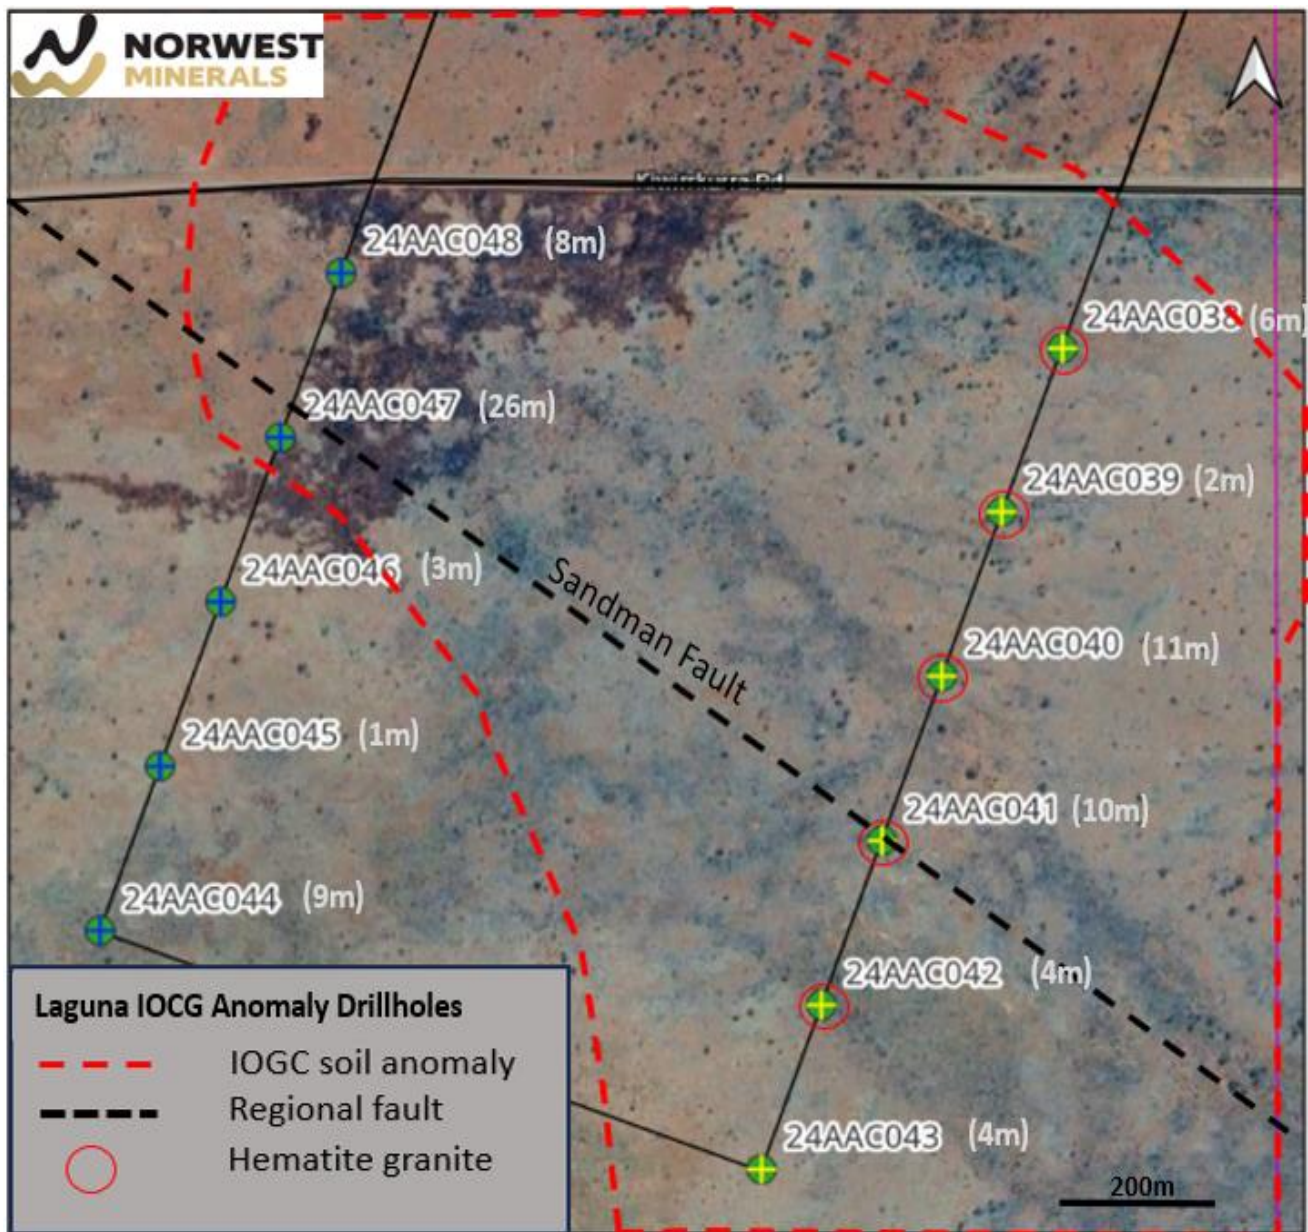 NORWEST
MINERALS
24AAC048 (8m)
24AAC038 (6m)
24AAC047 (26m)
24AAC039 (2m)
24AAC046 (3m)
Sandman Fault
24AAC040 (11m)
24AAC045 (1m)
24AAC041 (10m)
24AAC044 (9m)
24AAC042 (4m)
24AAC043 (4m)
Laguna IOCG Anomaly Drillholes
IOGC soil anomaly
Regional fault
Hematite granite
200m